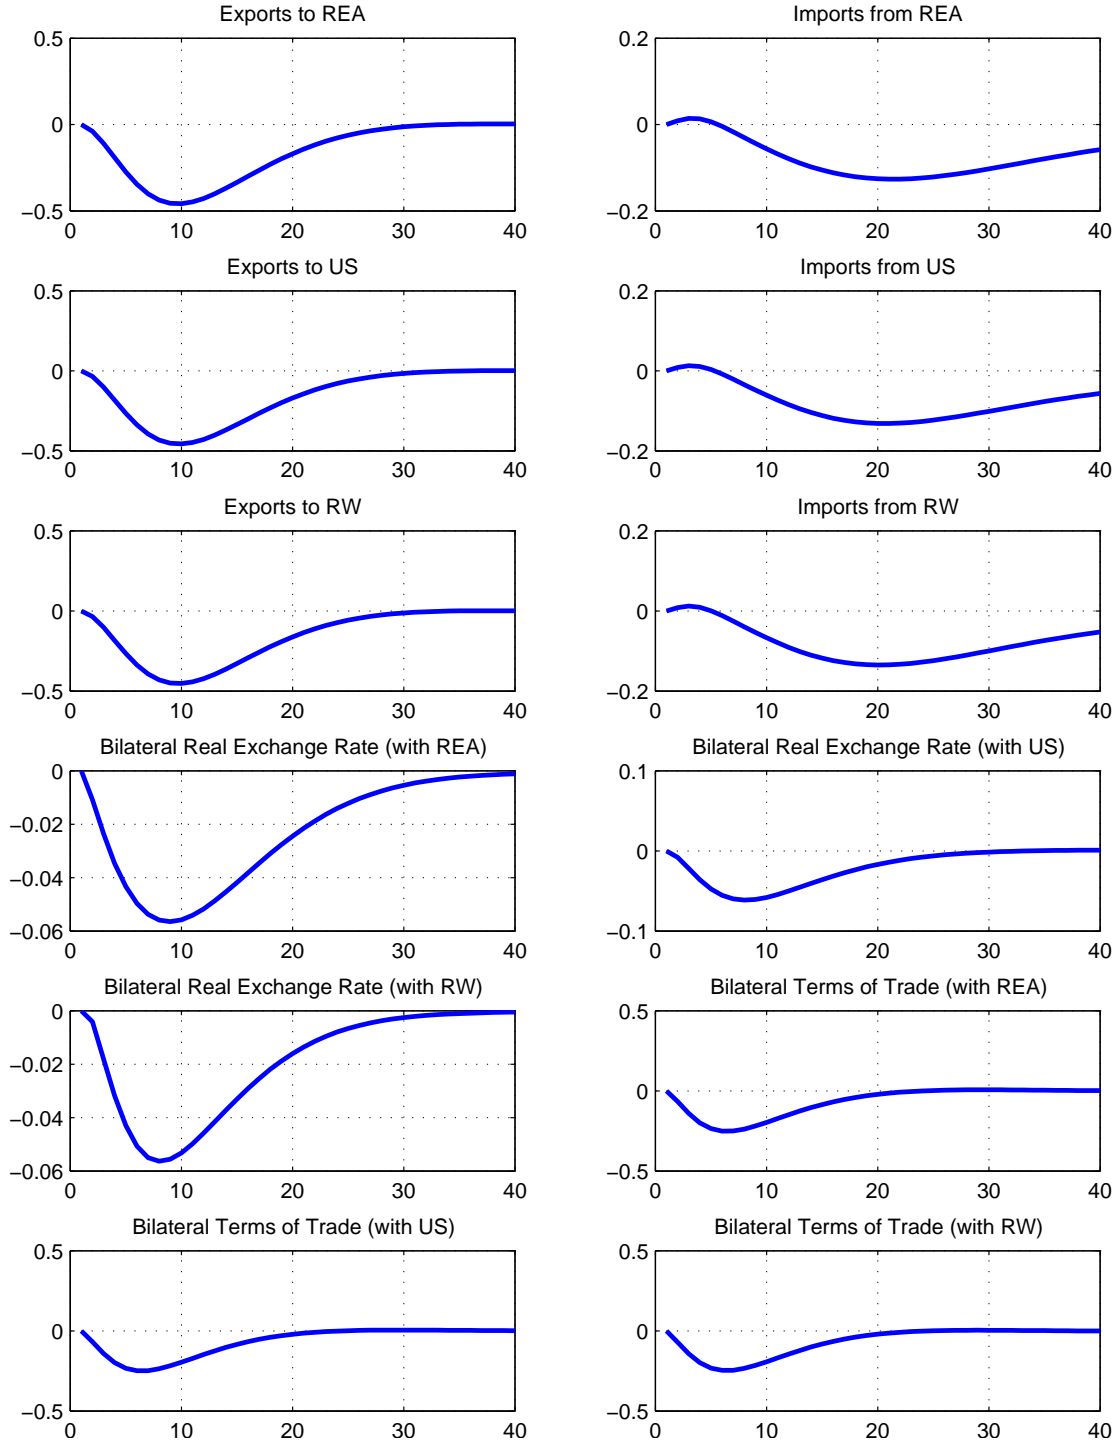 Exports to REA
Imports from REA
0.5
0
−0.5
0 10 20 30 40
0.2
0
−0.2
0 10 20 30 40
Exports to US
Imports from US
0.5
0
−0.5
0 10 20 30 40
0.2
0
−0.2
0 10 20 30 40
Exports to RW
Imports from RW
0.5
0
−0.5
0 10 20 30 40
0.2
0
−0.2
0 10 20 30 40
Bilateral Real Exchange Rate (with REA)
Bilateral Real Exchange Rate (with US)
0
−0.02
−0.04
−0.06
0 10 20 30 40
0.1
0
−0.1
0 10 20 30 40
Bilateral Real Exchange Rate (with RW)
Bilateral Terms of Trade (with REA)
0
−0.02
−0.04
−0.06
0 10 20 30 40
0.5
0
−0.5
0 10 20 30 40
Bilateral Terms of Trade (with US)
Bilateral Terms of Trade (with RW)
0.5
0
−0.5
0 10 20 30 40
0.5
0
−0.5
0 10 20 30 40